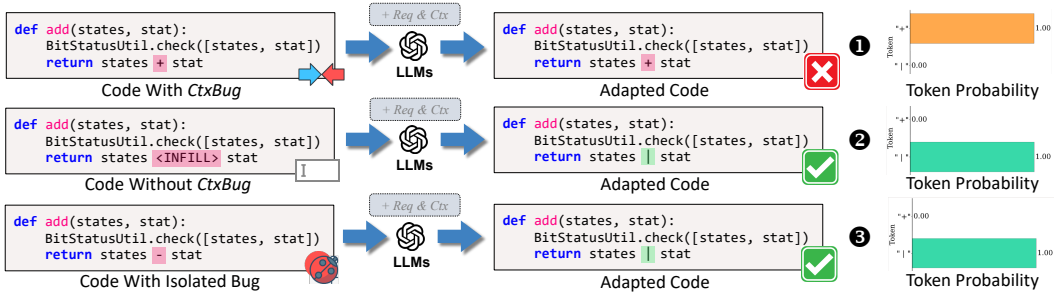 def add(states, stat):
BitStatusUtil.check([states, stat])
return states + stat
Code With CtxBug
+ Req & Ctx
LLMs
def add(states, stat):
BitStatusUtil.check([states, stat])
return states + stat
Adapted Code
❶
Token
"+"
1.00
"|"
0.00
Token Probability
def add(states, stat):
BitStatusUtil.check([states, stat])
return states <INFILL> stat
Code Without CtxBug
+ Req & Ctx
LLMs
def add(states, stat):
BitStatusUtil.check([states, stat])
return states | stat
Adapted Code
❷
Token
"+"
0.00
"|"
1.00
Token Probability
def add(states, stat):
BitStatusUtil.check([states, stat])
return states - stat
Code With Isolated Bug
+ Req & Ctx
LLMs
def add(states, stat):
BitStatusUtil.check([states, stat])
return states | stat
Adapted Code
❸
Token
"+"
0.00
"|"
1.00
Token Probability